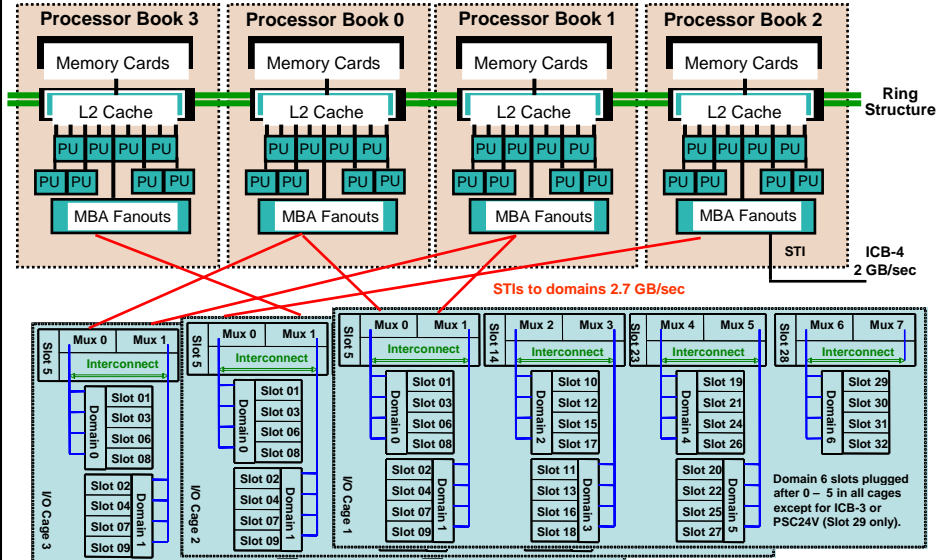 Processor Book 3
Processor Book 0
Processor Book 1
Processor Book 2
Memory Cards
Memory Cards
Memory Cards
Memory Cards
L2 Cache
L2 Cache
L2 Cache
L2 Cache
Ring
Structure
PU PU PU PU
PU PU PU PU
PU PU PU PU
PU PU PU PU
PU PU PU PU
PU PU PU PU
PU PU PU PU
PU PU PU PU
MBA Fanouts
MBA Fanouts
MBA Fanouts
MBA Fanouts
STI
ICB-4
2 GB/sec
STIs to domains 2.7 GB/sec
Slot 5
Mux 0 Mux 1
Interconnect
Domain 0
Slot 01
Slot 03
Slot 06
Slot 08
Slot 02
Slot 04
Slot 07
Slot 09
Domain 1
I/O Cage 3
Slot 5
Mux 0 Mux 1
Interconnect
Domain 0
Slot 01
Slot 03
Slot 06
Slot 08
Slot 02
Slot 04
Slot 07
Slot 09
Domain 1
I/O Cage 2
Slot 5
Mux 0 Mux 1
Interconnect
Domain 0
Slot 01
Slot 03
Slot 06
Slot 08
Slot 02
Slot 04
Slot 07
Slot 09
Domain 1
I/O Cage 1
Slot 14
Mux 2 Mux 3
Interconnect
Domain 2
Slot 10
Slot 12
Slot 15
Slot 17
Slot 11
Slot 13
Slot 16
Slot 18
Domain 3
Slot 23
Mux 4 Mux 5
Interconnect
Domain 4
Slot 19
Slot 21
Slot 24
Slot 26
Slot 20
Slot 22
Slot 25
Slot 27
Domain 5
Slot 28
Mux 6 Mux 7
Interconnect
Domain 6
Slot 29
Slot 30
Slot 31
Slot 32
Domain 6 slots plugged
after 0 – 5 in all cages
except for ICB-3 or
PSC24V (Slot 29 only).